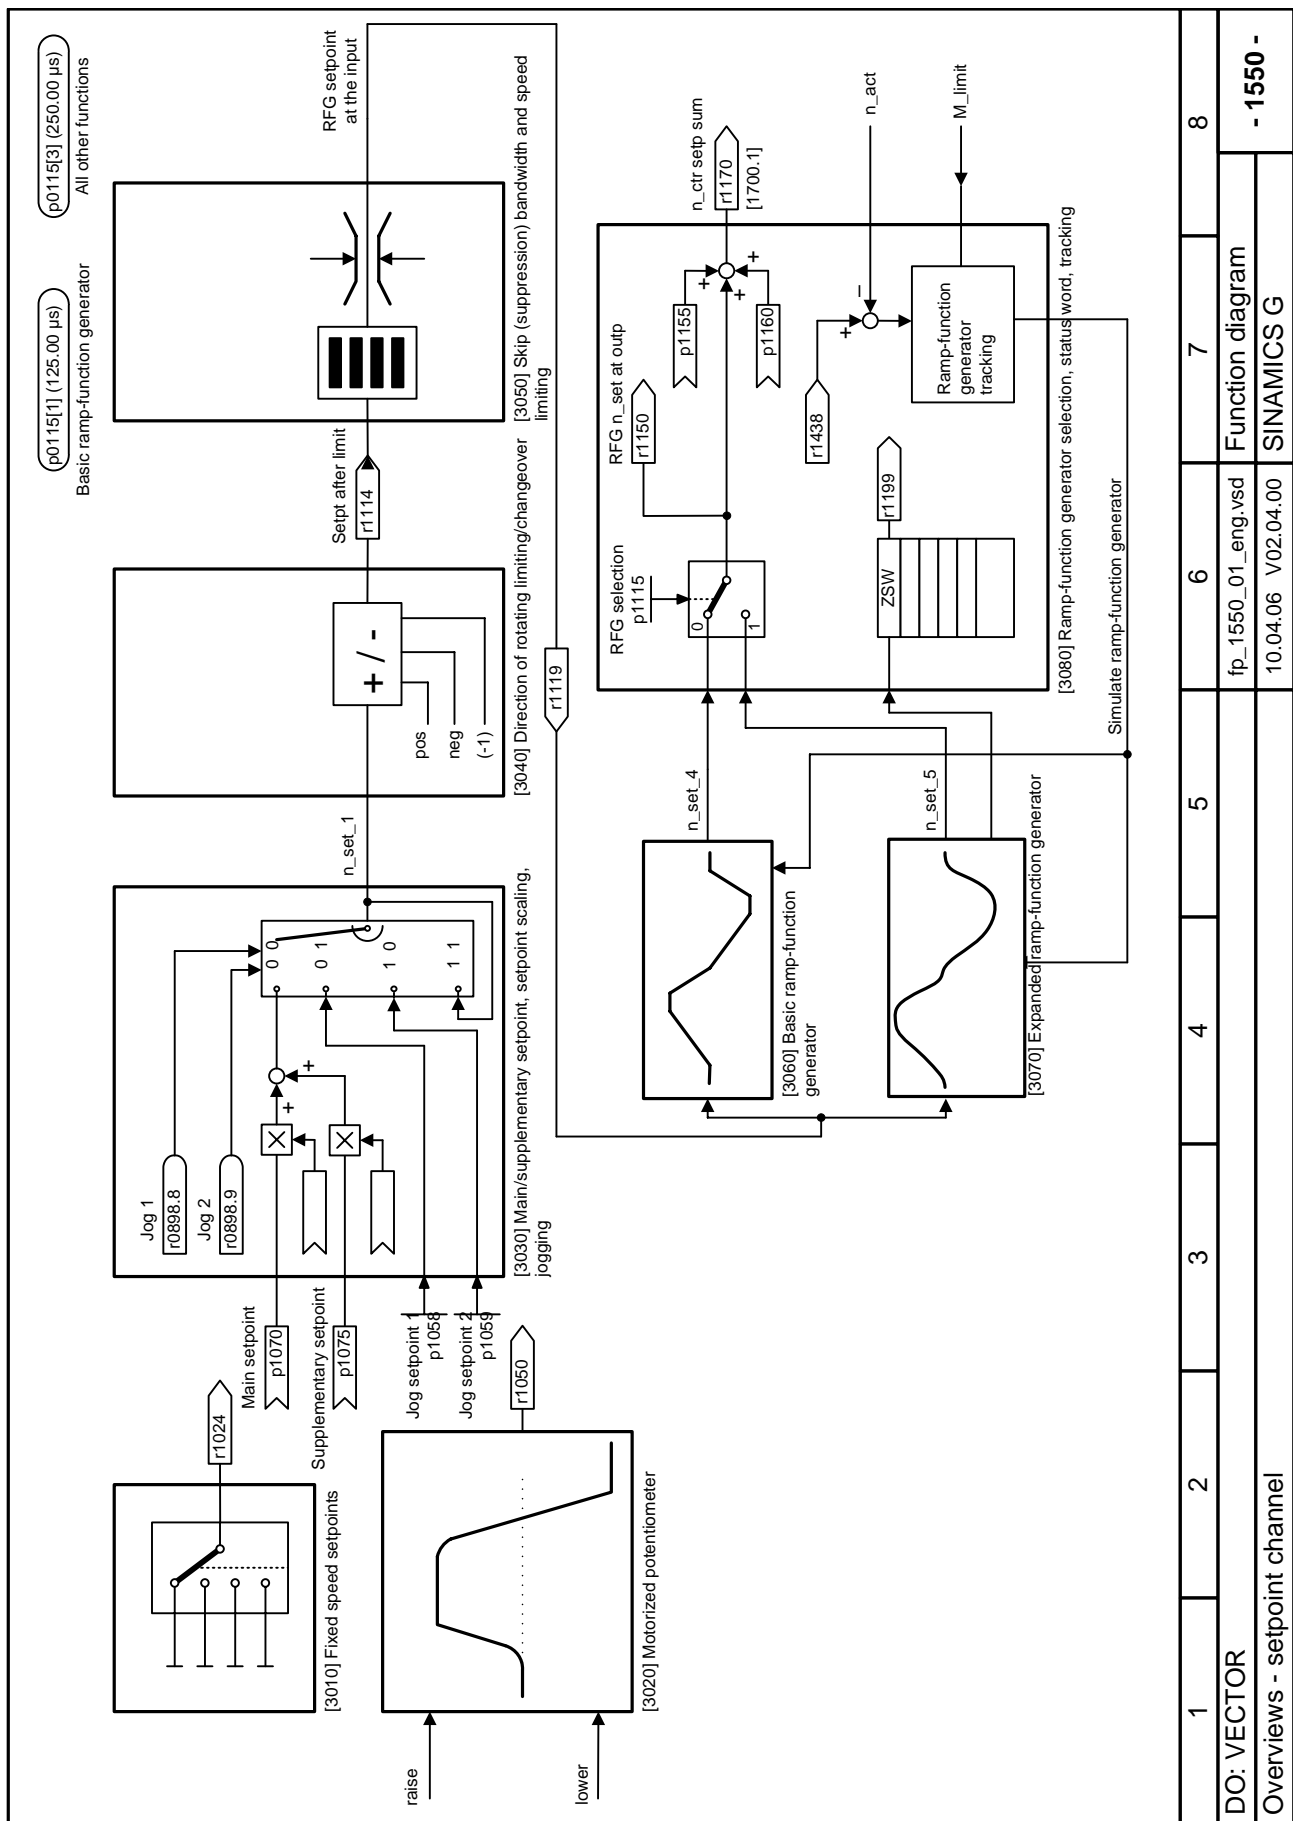 p0115[1] (125.00 µs)
Basic ramp-function generator
p0115[3] (250.00 µs)
All other functions
r1024
[3010] Fixed speed setpoints
raise
lower
r1050
[3020] Motorized potentiometer
Main setpoint
p1070
Supplementary setpoint
p1075
Jog setpoint 1
p1058
Jog setpoint 2
p1059
Jog 1
r0898.8
Jog 2
r0898.9
+
+
0 0
0 1
1 0
1 1
[3030] Main/supplementary setpoint, setpoint scaling,
jogging
n_set_1
+ / -
pos
neg
(-1)
[3040] Direction of rotating limiting/changeover
Setpt after limit
r1114
[3050] Skip (suppression) bandwidth and speed
limiting
RFG setpoint
at the input
r1119
[3060] Basic ramp-function
generator
n_set_4
[3070] Expanded ramp-function generator
n_set_5
RFG selection
p1115
0
1
RFG n_set at outp
r1150
p1155
+
+
+
p1160
n_ctr setp sum
r1170
[1700.1]
ZSW
r1199
r1438
+
–
n_act
Ramp-function
generator
tracking
M_limit
[3080] Ramp-function generator selection, status word, tracking
Simulate ramp-function generator
1 2 3 4 5 6 7 8
DO: VECTOR
fp_1550_01_eng.vsd
Function diagram
- 1550 -
Overviews - setpoint channel
10.04.06 V02.04.00
SINAMICS G